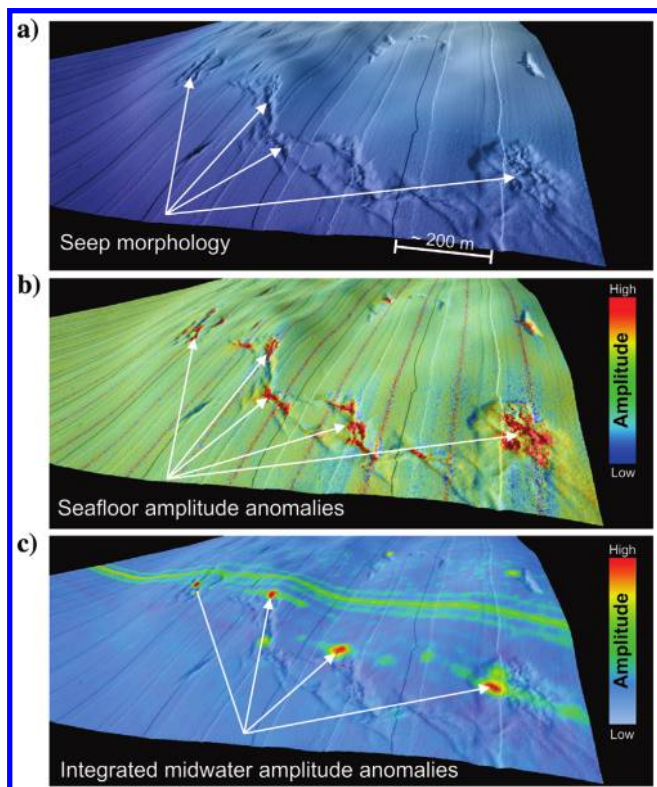 a)
Seep morphology
~ 200 m
b)
High
Amplitude
Low
Seafloor amplitude anomalies
c)
High
Amplitude
Low
Integrated midwater amplitude anomalies